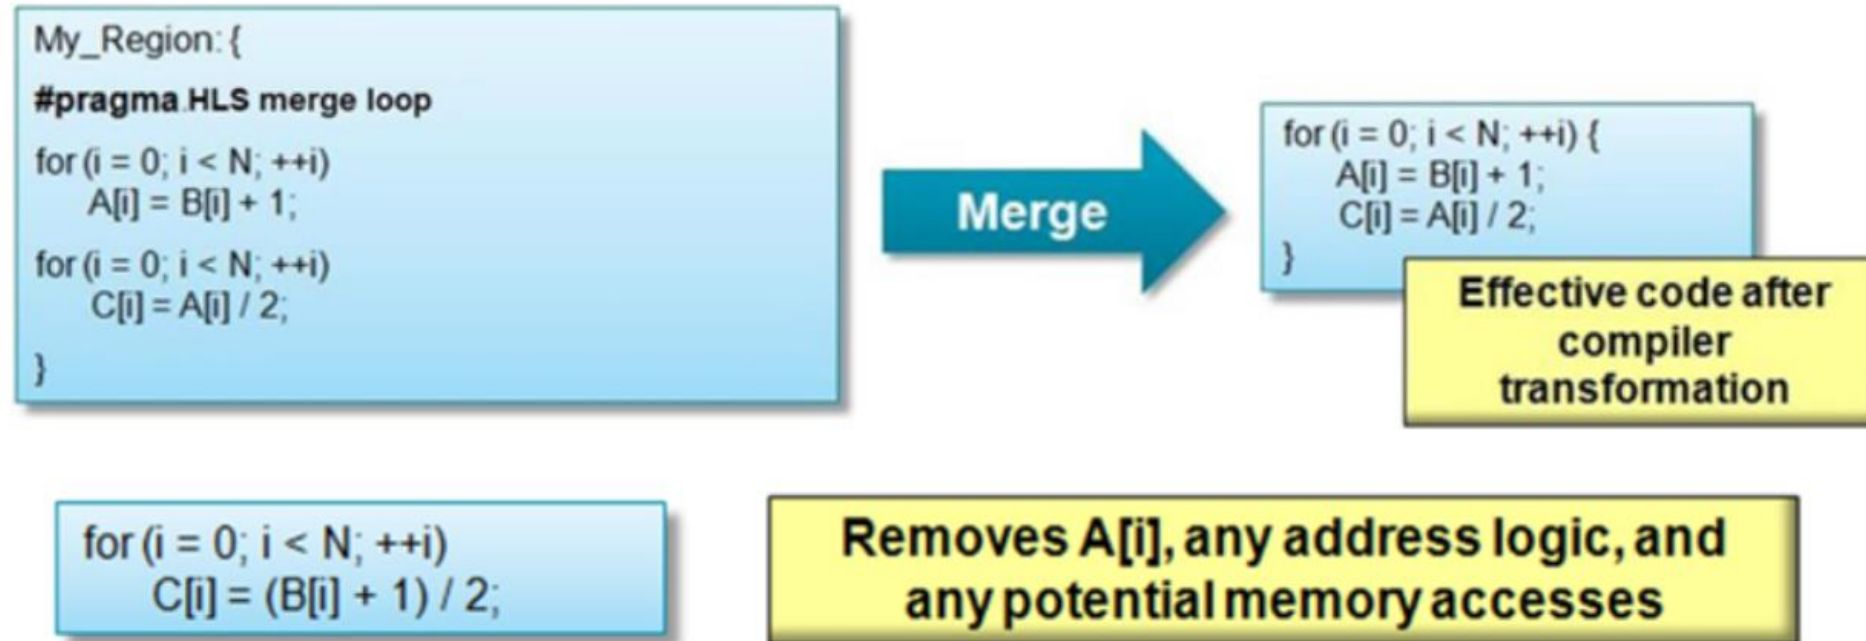 My_Region: {
#pragma HLS merge loop
for (i = 0; i < N; ++i)
A[i] = B[i] + 1;
for (i = 0; i < N; ++i)
C[i] = A[i] / 2;
}
Merge
for (i = 0; i < N; ++i) {
A[i] = B[i] + 1;
C[i] = A[i] / 2;
}
Effective code after
compiler
transformation
for (i = 0; i < N; ++i)
C[i] = (B[i] + 1) / 2;
Removes A[i], any address logic, and
any potential memory accesses